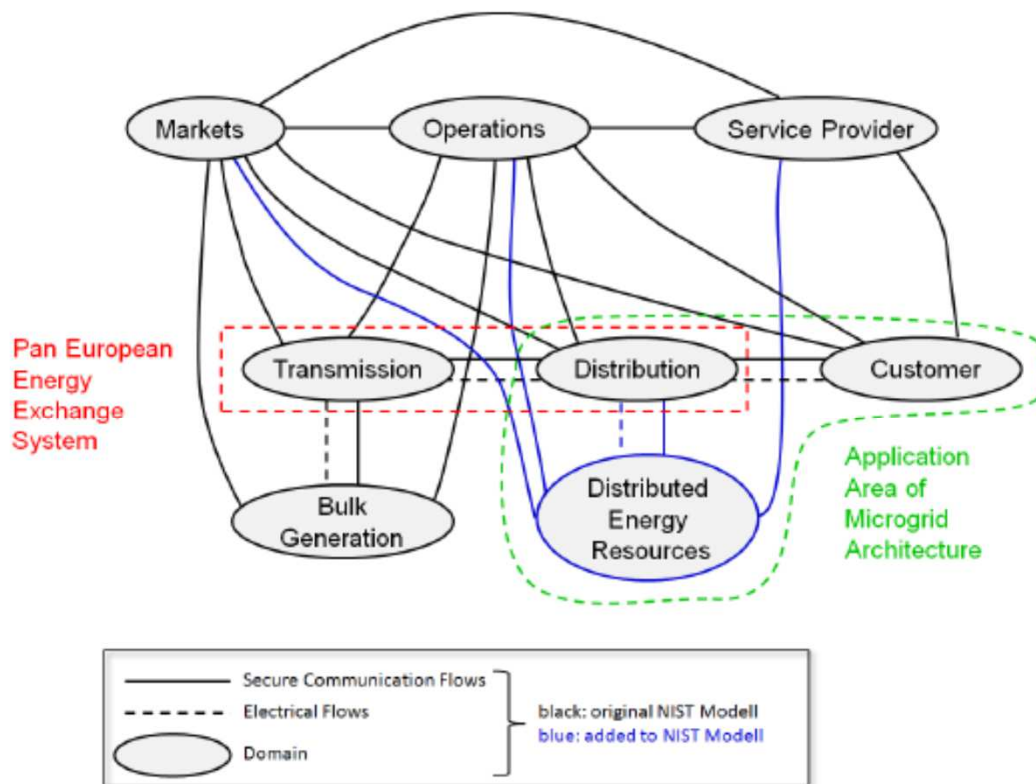 Markets
Operations
Service Provider
Pan European
Energy
Exchange
System
Transmission
Distribution
Customer
Bulk
Generation
Distributed
Energy
Resources
Application
Area of
Microgrid
Architecture
Secure Communication Flows
Electrical Flows
Domain
black: original NIST Modell
blue: added to NIST Modell